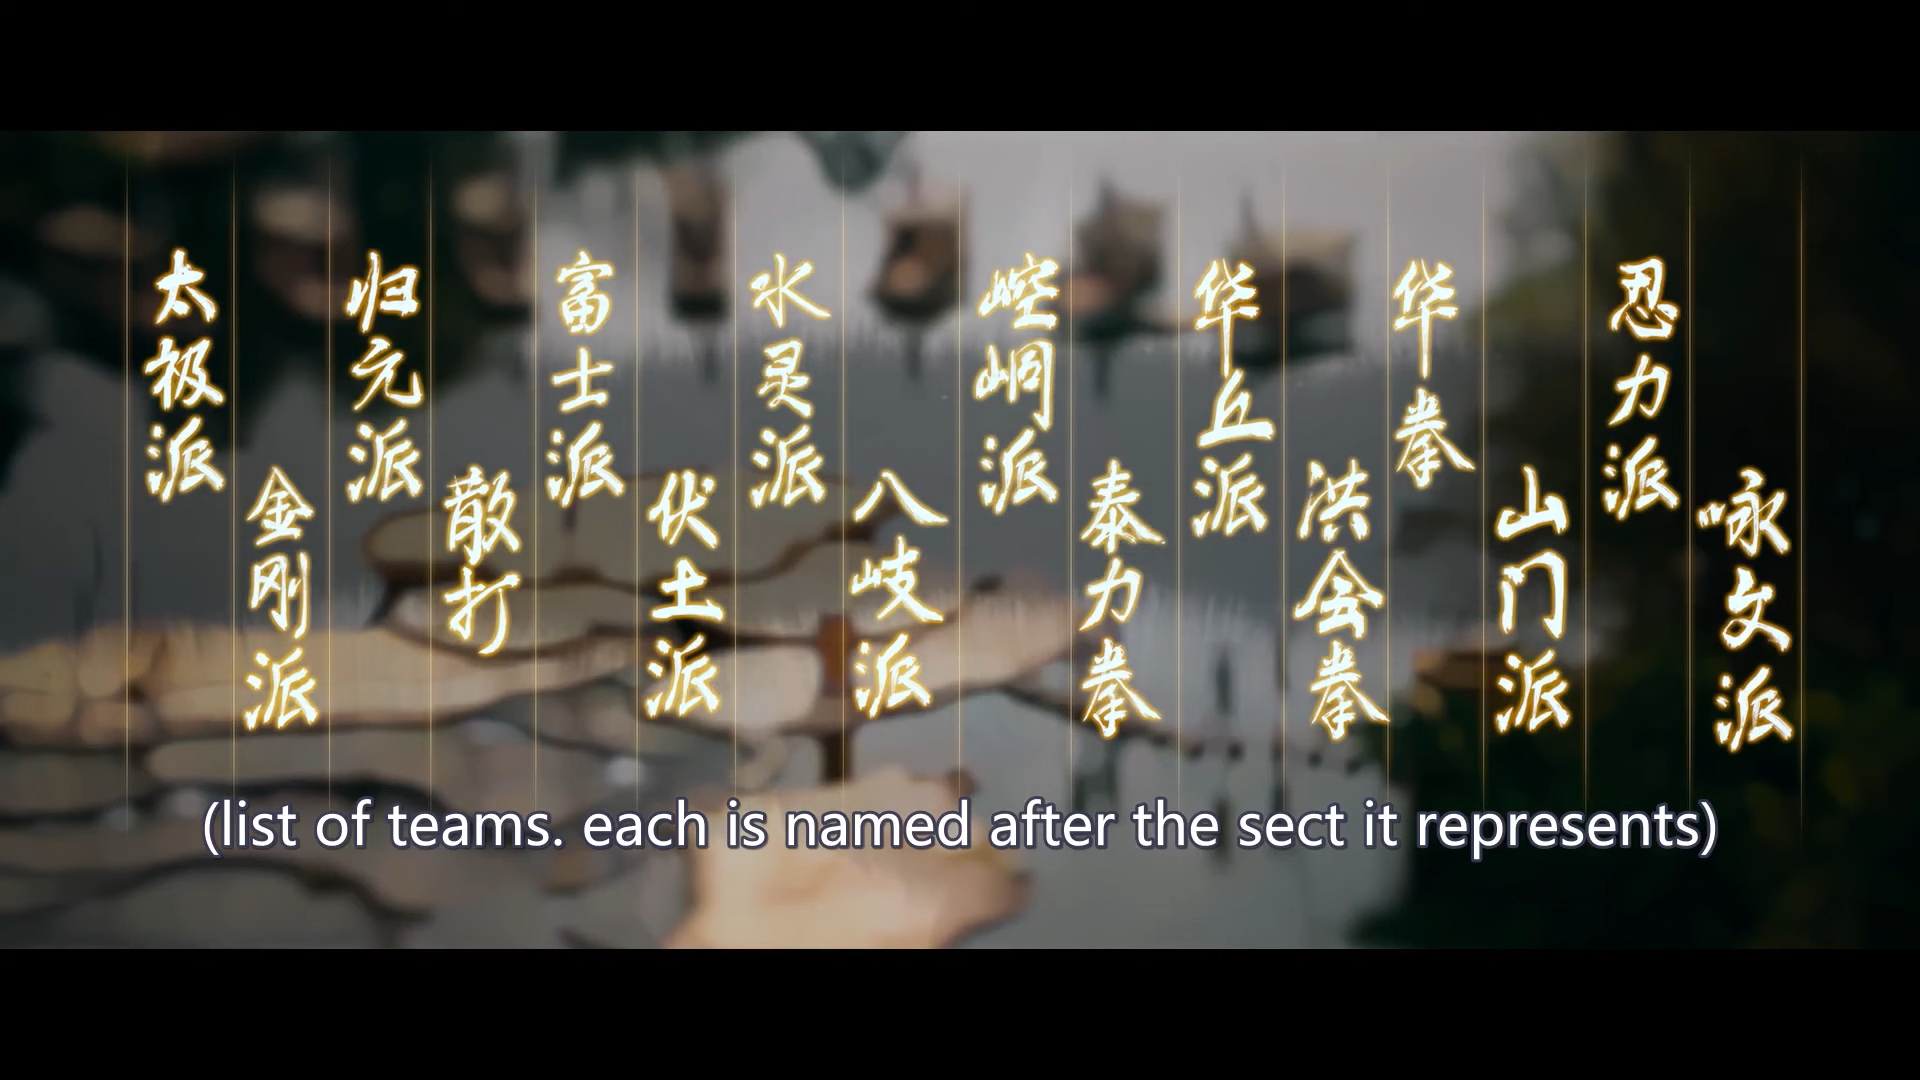 太极派
金刚派
归元派
散打
富士派
伏土派
水灵派
八岐派
崆峒派
泰力拳
华丘派
洪会拳
华拳
山门派
忍力派
咏文派
(list of teams. each is named after the sect it represents)